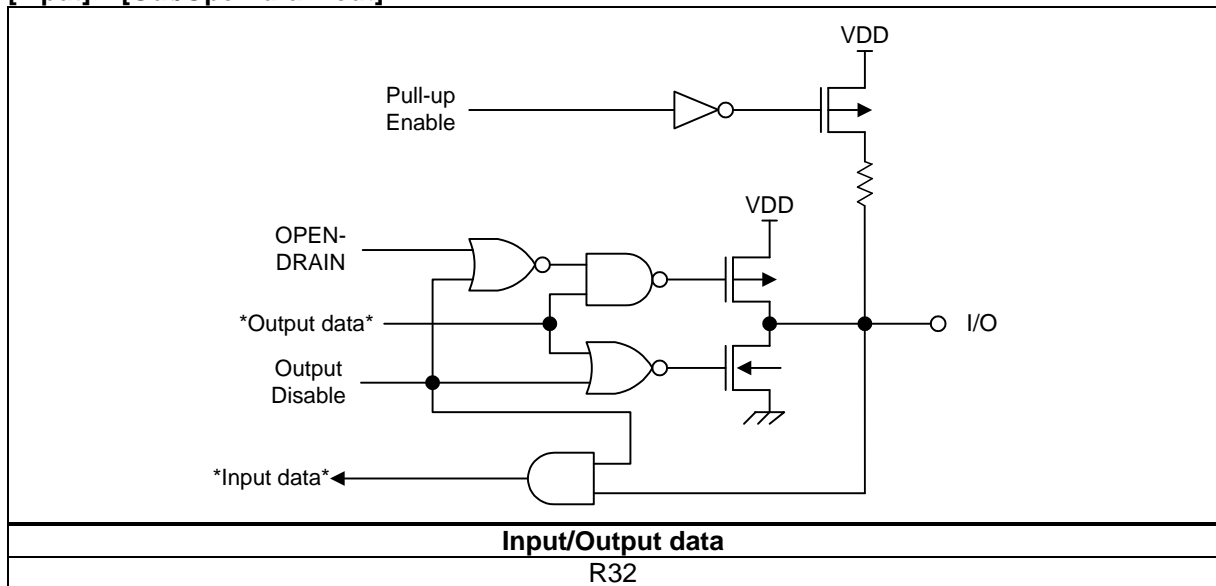 VDD
Pull-up
Enable
VDD
OPEN-
DRAIN
*Output data*
I/O
Output
Disable
*Input data*
Input/Output data
R32